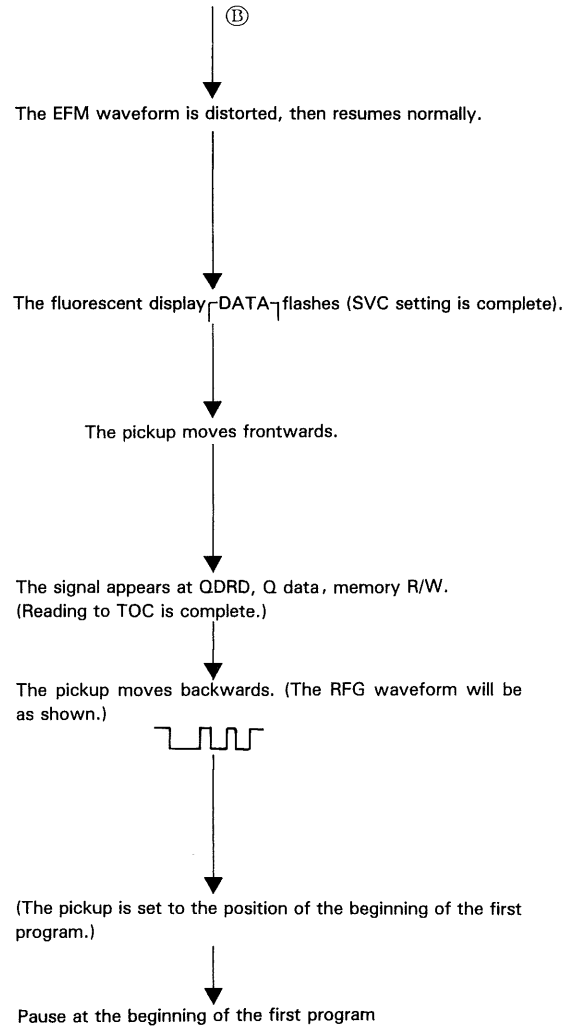 Ⓑ
The EFM waveform is distorted, then resumes normally.
The fluorescent display┌DATA┐flashes (SVC setting is complete).
The pickup moves frontwards.
The signal appears at QDRD, Q data, memory R/W.
(Reading to TOC is complete.)
The pickup moves backwards. (The RFG waveform will be
as shown.)
(The pickup is set to the position of the beginning of the first
program.)
Pause at the beginning of the first program